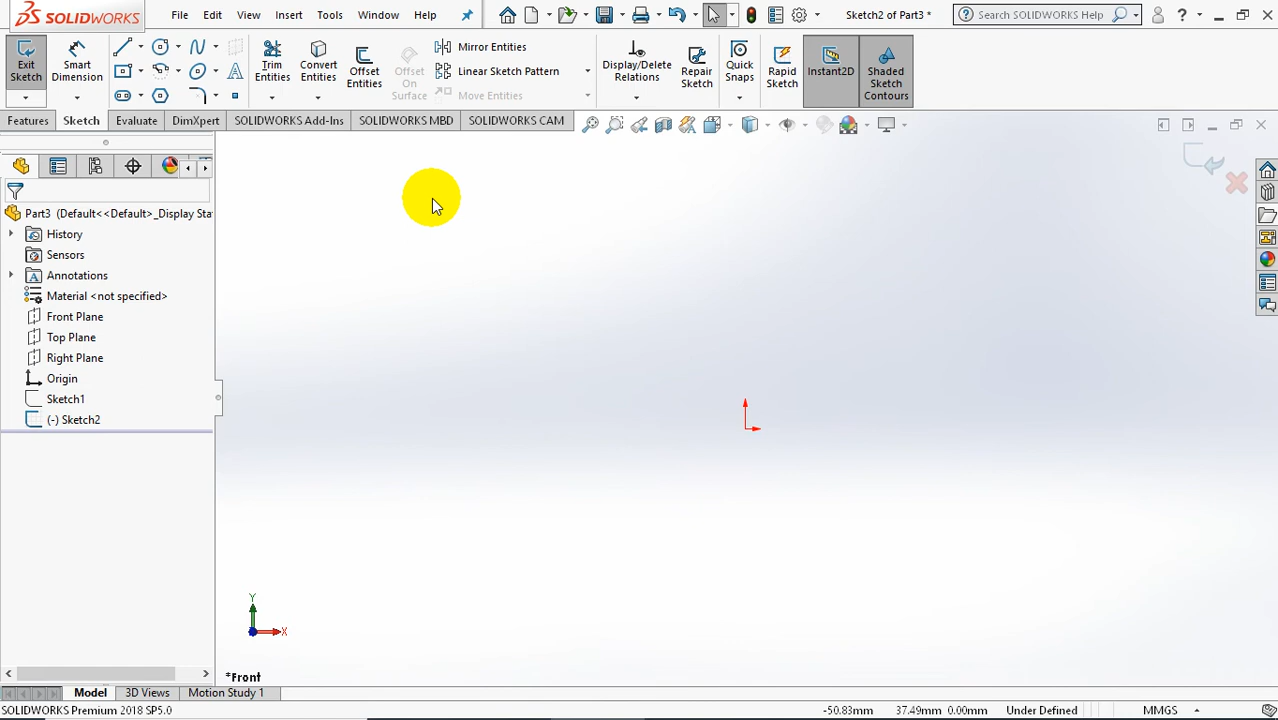 SOLIDWORKS File Edit View Insert Tools Window Help Sketch2 of Part3 * Search SOLIDWORKS Help
Exit Sketch
Smart Dimension
Trim Entities
Convert Entities
Offset Entities
Offset On Surface
Mirror Entities
Linear Sketch Pattern
Move Entities
Display/Delete Relations
Repair Sketch
Quick Snaps
Rapid Sketch
Instant2D
Shaded Sketch Contours
Features Sketch Evaluate DimXpert SOLIDWORKS Add-Ins SOLIDWORKS MBD SOLIDWORKS CAM
Part3 (Default<<Default>_Display Sta
History
Sensors
Annotations
Material <not specified>
Front Plane
Top Plane
Right Plane
Origin
Sketch1
(-) Sketch2
Y
X
*Front
Model 3D Views Motion Study 1
SOLIDWORKS Premium 2018 SP5.0 -50.83mm 37.49mm 0.00mm Under Defined MMGS